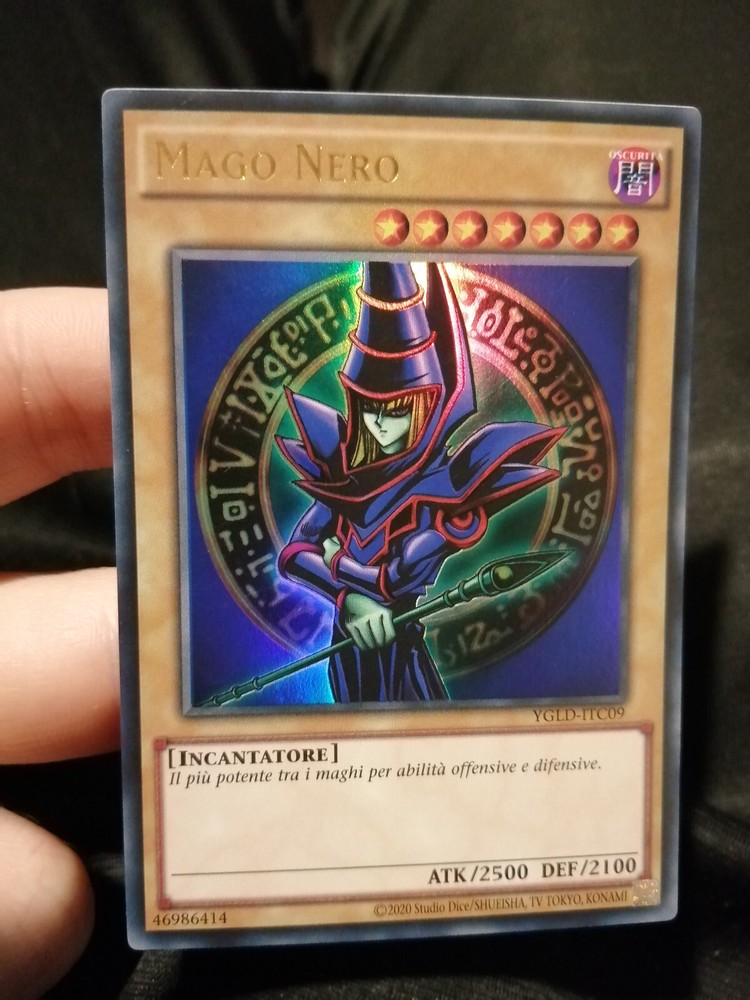 Mago Nero
OSCURITÀ
闇
YGLD-ITC09
[Incantatore]
Il più potente tra i maghi per abilità offensive e difensive.
ATK/2500 DEF/2100
46986414
©2020 Studio Dice/SHUEISHA, TV TOKYO, KONAMI